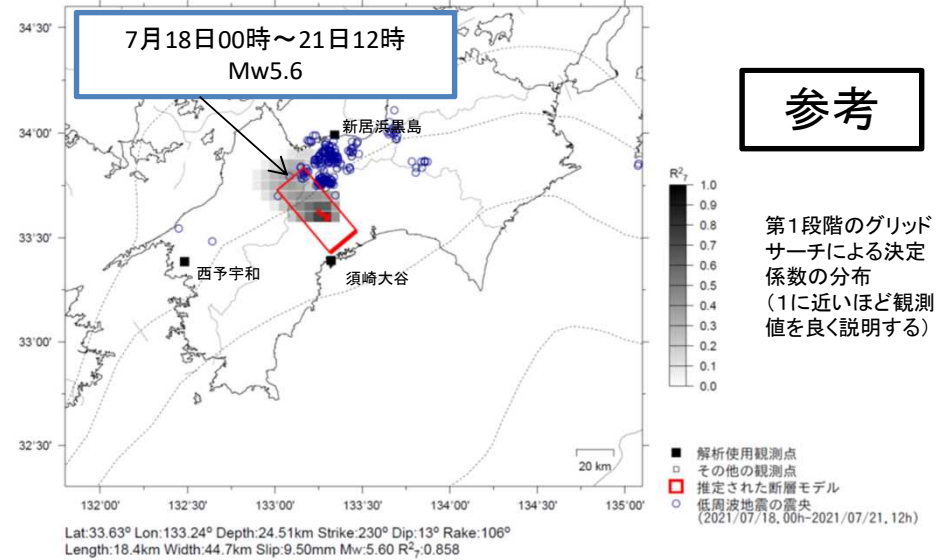 7月18日00時～21日12時
Mw5.6
参考
34°30'
34°00'
33°30'
33°00'
32°30'
新居浜黒島
西予宇和
須崎大谷
20 km
132°00'
132°30'
133°00'
133°30'
134°00'
134°30'
135°00'
R²₇
1.0
0.9
0.8
0.7
0.6
0.5
0.4
0.3
0.2
0.1
0.0
第１段階のグリッド
サーチによる決定
係数の分布
（１に近いほど観測
値を良く説明する）
解析使用観測点
その他の観測点
推定された断層モデル
低周波地震の震央
(2021/07/18,00h-2021/07/21,12h)
Lat:33.63° Lon:133.24° Depth:24.51km Strike:230° Dip:13° Rake:106°
Length:18.4km Width:44.7km Slip:9.50mm Mw:5.60 R²₇:0.858